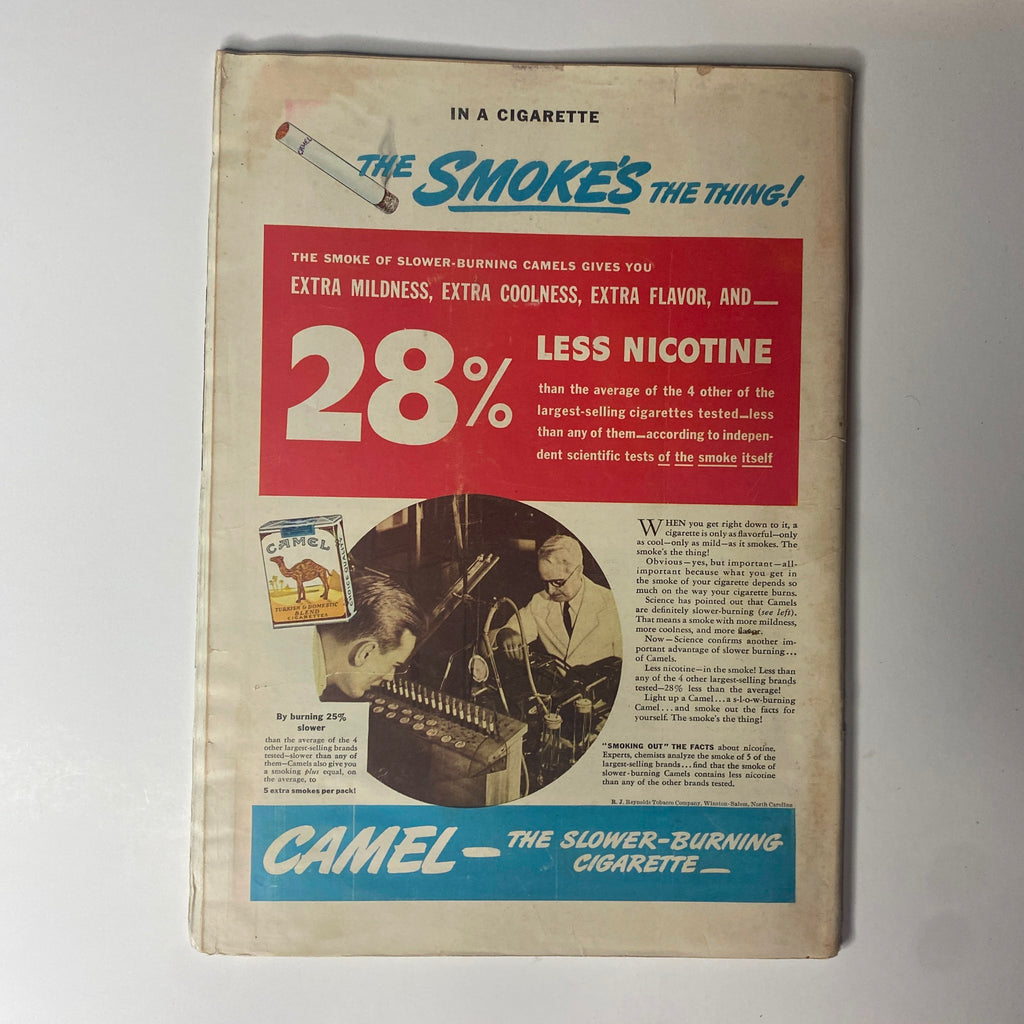 IN A CIGARETTE
CAMEL
THE SMOKE'S THE THING!
THE SMOKE OF SLOWER-BURNING CAMELS GIVES YOU
EXTRA MILDNESS, EXTRA COOLNESS, EXTRA FLAVOR, AND—
28%
LESS NICOTINE
than the average of the 4 other of the
largest-selling cigarettes tested—less
than any of them—according to indepen-
dent scientific tests of the smoke itself
CAMEL
TURKISH & DOMESTIC
BLEND
CIGARETTES
CHOICE QUALITY
By burning 25%
slower
than the average of the 4
other largest-selling brands
tested—slower than any of
them—Camels also give you
a smoking plus equal, on
the average, to
5 extra smokes per pack!
WHEN you get right down to it, a
cigarette is only as flavorful—only
as cool—only as mild—as it smokes. The
smoke's the thing!
Obvious—yes, but important—all-
important because what you get in
the smoke of your cigarette depends so
much on the way your cigarette burns.
Science has pointed out that Camels
are definitely slower-burning (see left).
That means a smoke with more mildness,
more coolness, and more flavor.
Now—Science confirms another im-
portant advantage of slower burning...
of Camels.
Less nicotine—in the smoke! Less than
any of the 4 other largest-selling brands
tested—28% less than the average!
Light up a Camel...a s-l-o-w-burning
Camel...and smoke out the facts for
yourself. The smoke's the thing!
"SMOKING OUT" THE FACTS about nicotine.
Experts, chemists analyze the smoke of 5 of the
largest-selling brands...find that the smoke of
slower-burning Camels contains less nicotine
than any of the other brands tested.
R. J. Reynolds Tobacco Company, Winston-Salem, North Carolina
CAMEL—THE SLOWER-BURNING
CIGARETTE—